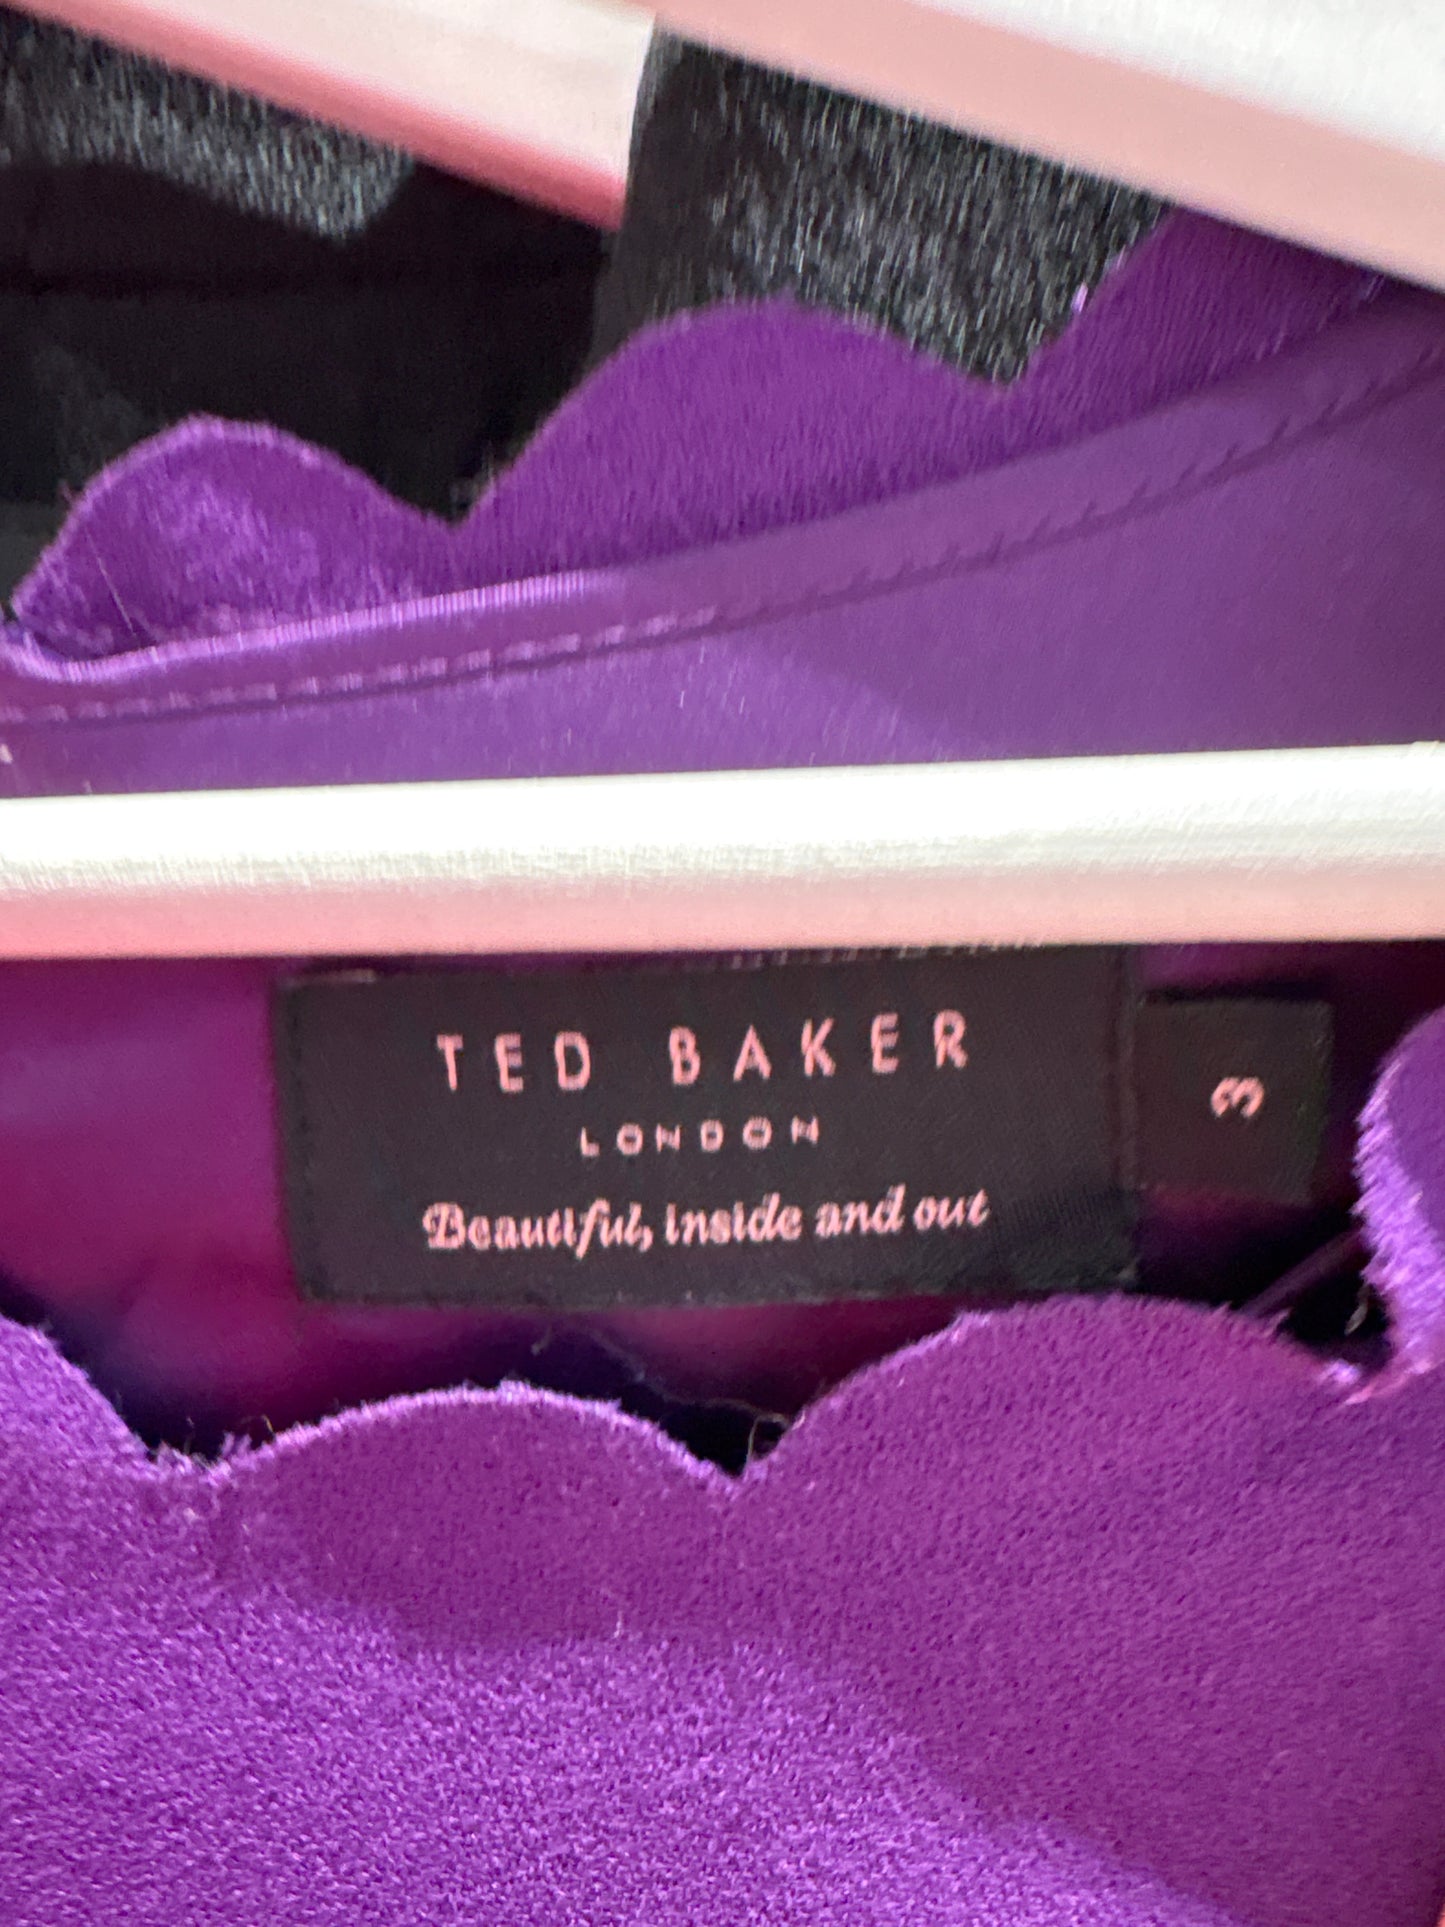 TED BAKER
LONDON
Beautiful, inside and out
3